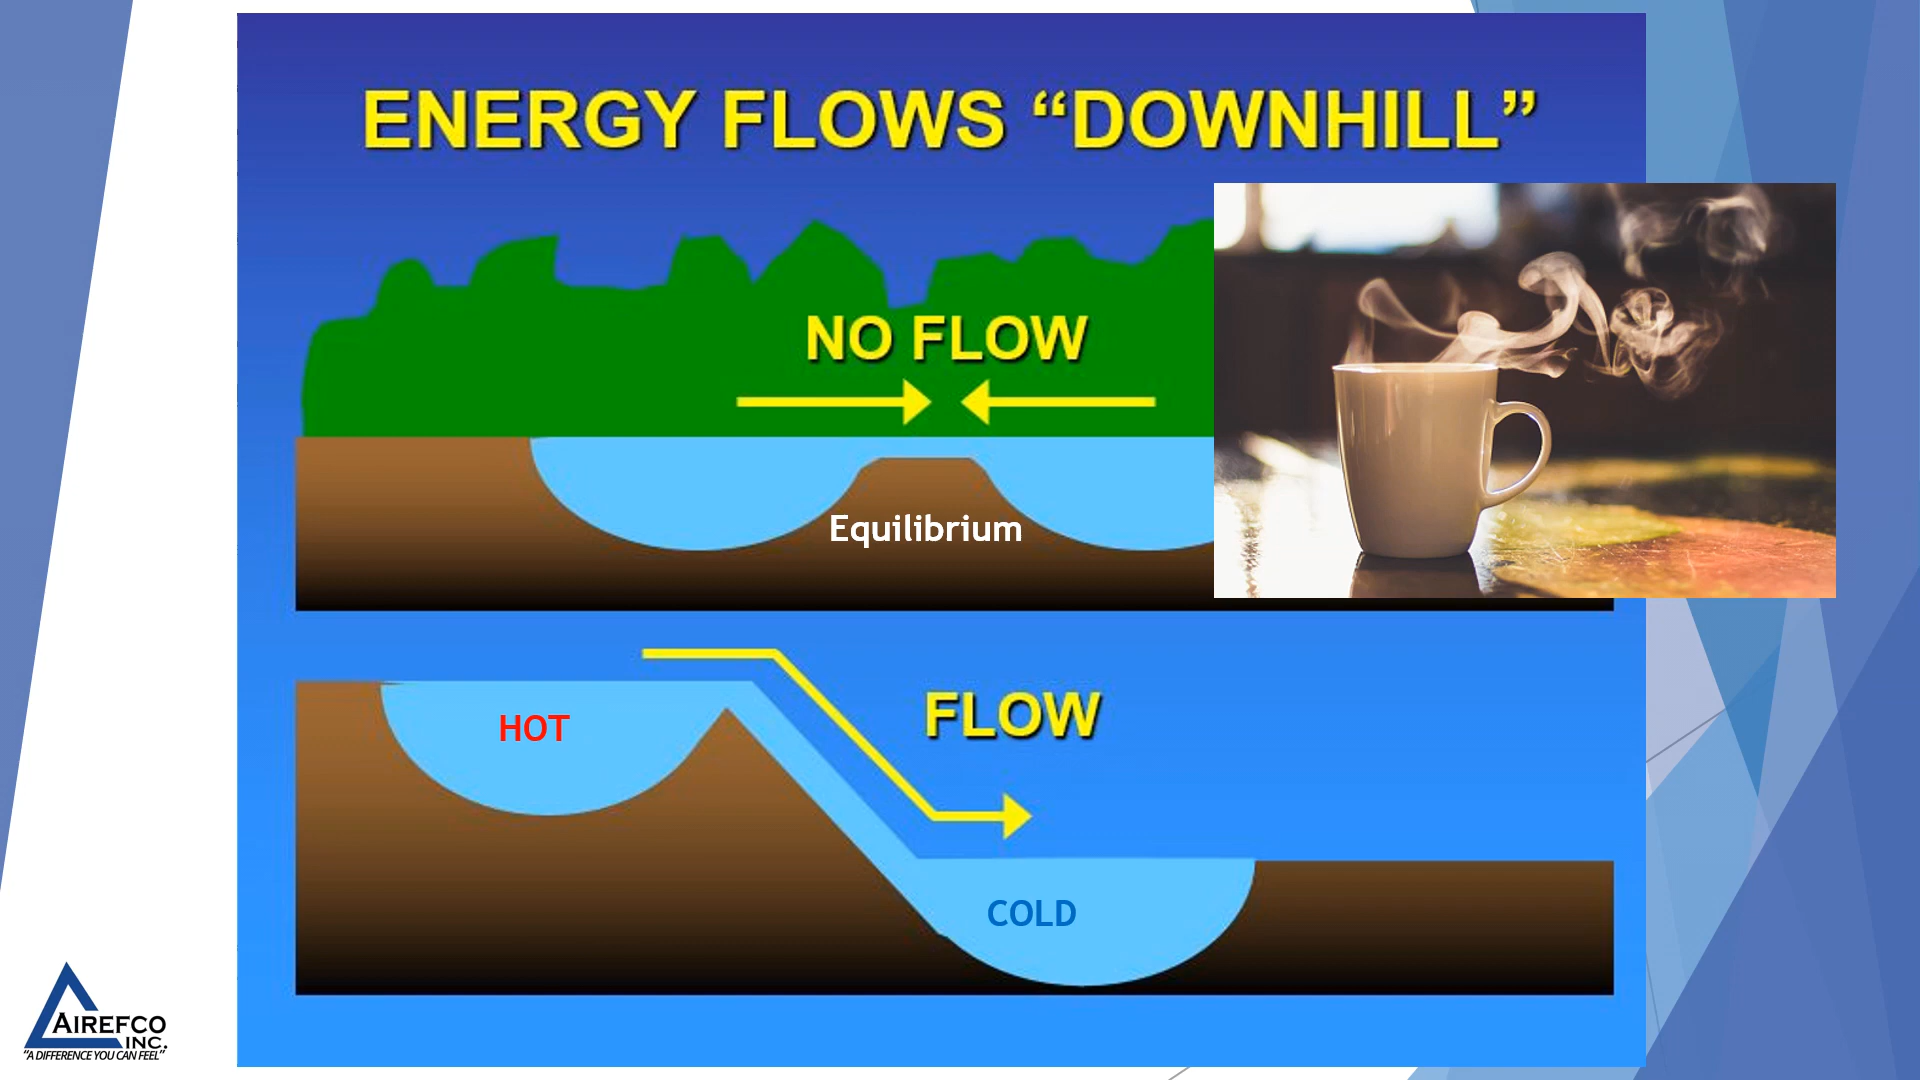 ENERGY FLOWS “DOWNHILL”
NO FLOW
Equilibrium
FLOW
HOT
COLD
AIREFCO
INC.
"A DIFFERENCE YOU CAN FEEL"